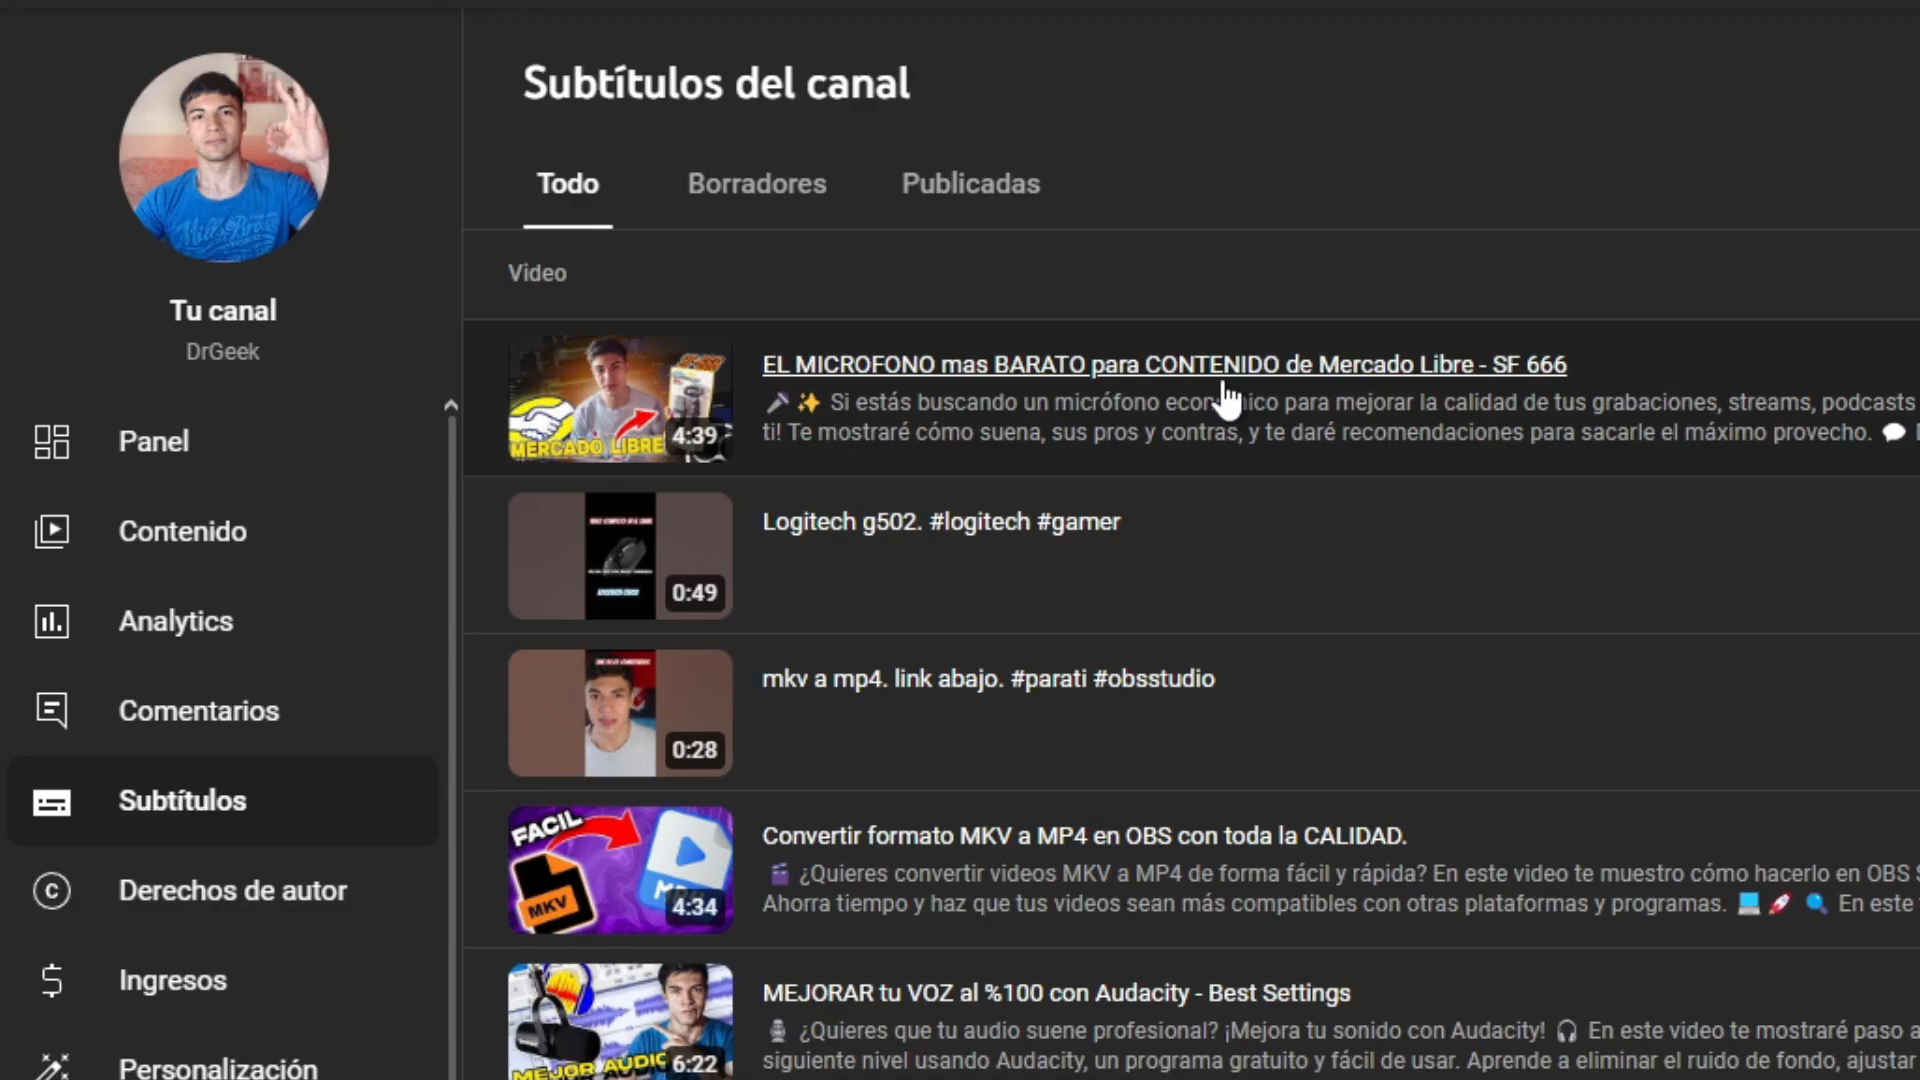 Subtítulos del canal
Todo
Borradores
Publicadas
Video
Tu canal
DrGeek
Panel
Contenido
Analytics
Comentarios
Subtítulos
Derechos de autor
Ingresos
Personalización
MERCADO LIBRE
4:39
EL MICROFONO mas BARATO para CONTENIDO de Mercado Libre - SF 666
Si estás buscando un micrófono para mejorar la calidad de tus grabaciones, streams, podcasts
ti! Te mostraré cómo suena, sus pros y contras, y te daré recomendaciones para sacarle el máximo provecho.
0:49
Logitech g502. #logitech #gamer
0:28
mkv a mp4. link abajo. #parati #obsstudio
FACIL
MKV
4:34
Convertir formato MKV a MP4 en OBS con toda la CALIDAD.
¿Quieres convertir videos MKV a MP4 de forma fácil y rápida? En este video te muestro cómo hacerlo en OBS
Ahorra tiempo y haz que tus videos sean más compatibles con otras plataformas y programas. En este
MEJOR AUDIO
6:22
MEJORAR tu VOZ al %100 con Audacity - Best Settings
¿Quieres que tu audio suene profesional? ¡Mejora tu sonido con Audacity! En este video te mostraré paso a
siguiente nivel usando Audacity, un programa gratuito y fácil de usar. Aprende a eliminar el ruido de fondo, ajustar